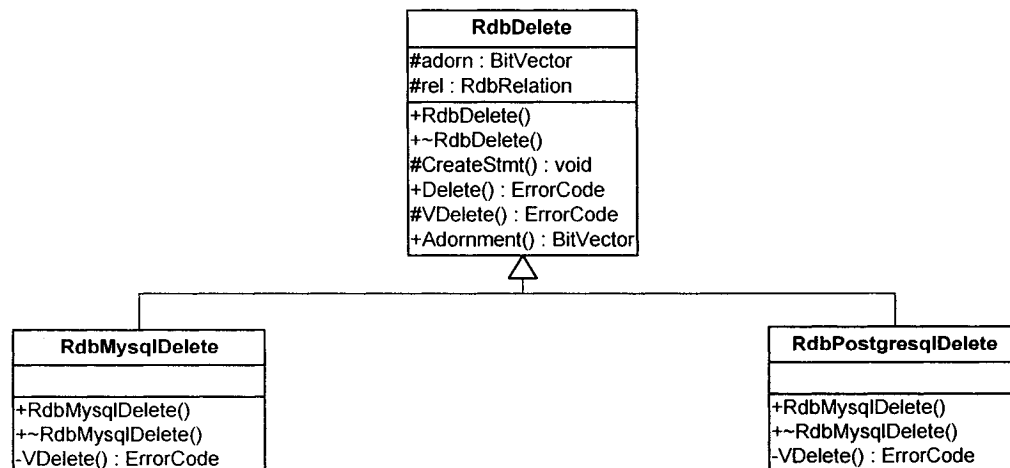 RdbDelete
#adorn : BitVector
#rel : RdbRelation
+RdbDelete()
+~RdbDelete()
#CreateStmt() : void
+Delete() : ErrorCode
#VDelete() : ErrorCode
+Adornment() : BitVector
RdbMysqlDelete
+RdbMysqlDelete()
+~RdbMysqlDelete()
-VDelete() : ErrorCode
RdbPostgresqlDelete
+RdbMysqlDelete()
+~RdbMysqlDelete()
-VDelete() : ErrorCode